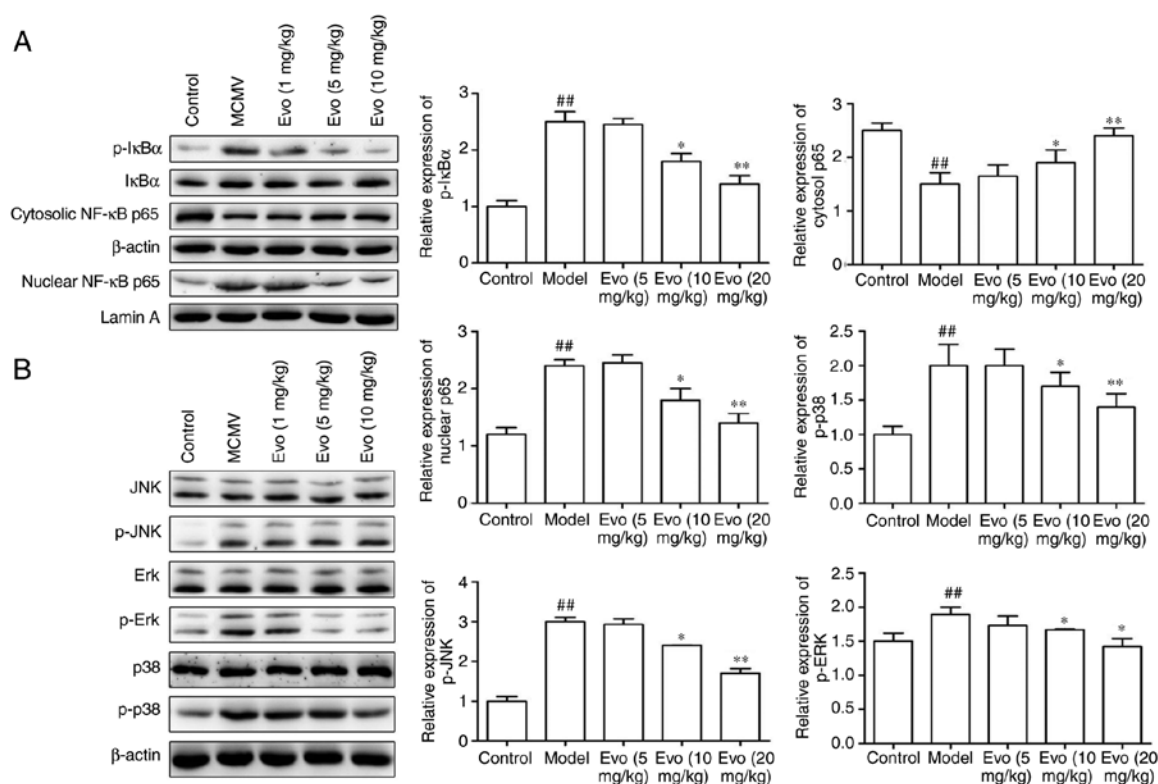 A
Control
MCMV
Evo (1 mg/kg)
Evo (5 mg/kg)
Evo (10 mg/kg)
p-IκBα
IκBα
Cytosolic NF-κB p65
β-actin
Nuclear NF-κB p65
Lamin A
Relative expression of
p-IκBα
3
2
1
0
##
*
**
Control
Model
Evo (5
mg/kg)
Evo (10
mg/kg)
Evo (20
mg/kg)
Relative expression of
cytosol p65
3
2
1
0
##
*
**
Control
Model
Evo (5
mg/kg)
Evo (10
mg/kg)
Evo (20
mg/kg)
Relative expression of
nuclear p65
3
2
1
0
##
*
**
Control
Model
Evo (5
mg/kg)
Evo (10
mg/kg)
Evo (20
mg/kg)
Relative expression of
p-p38
2.5
2.0
1.5
1.0
0.5
0.0
##
*
**
Control
Model
Evo (5
mg/kg)
Evo (10
mg/kg)
Evo (20
mg/kg)
B
Control
MCMV
Evo (1 mg/kg)
Evo (5 mg/kg)
Evo (10 mg/kg)
JNK
p-JNK
Erk
p-Erk
p38
p-p38
β-actin
Relative expression of
p-JNK
4
3
2
1
0
##
*
**
Control
Model
Evo (5
mg/kg)
Evo (10
mg/kg)
Evo (20
mg/kg)
Relative expression of
p-ERK
2.5
2.0
1.5
1.0
0.5
0.0
##
*
*
Control
Model
Evo (5
mg/kg)
Evo (10
mg/kg)
Evo (20
mg/kg)